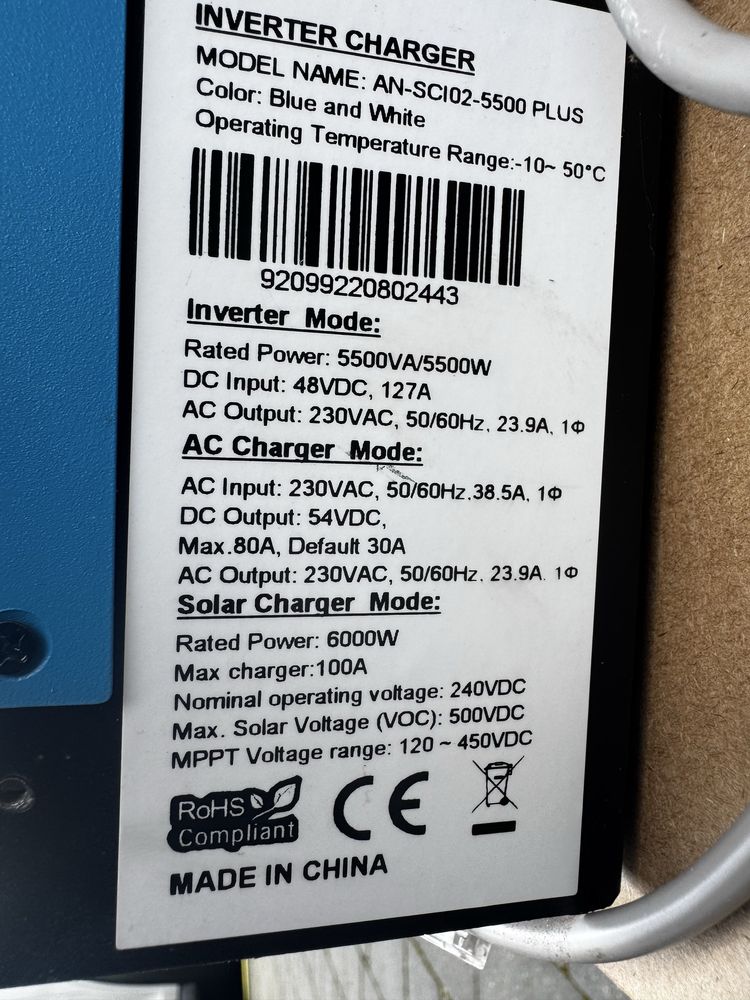 INVERTER CHARGER
MODEL NAME: AN-SCI02-5500 PLUS
Color: Blue and White
Operating Temperature Range:-10~ 50°C
92099220802443
Inverter Mode:
Rated Power: 5500VA/5500W
DC Input: 48VDC, 127A
AC Output: 230VAC, 50/60Hz, 23.9A, 1Φ
AC Charger Mode:
AC Input: 230VAC, 50/60Hz,38.5A, 1Φ
DC Output: 54VDC,
Max.80A, Default 30A
AC Output: 230VAC, 50/60Hz, 23.9A, 1Φ
Solar Charger Mode:
Rated Power: 6000W
Max charger:100A
Nominal operating voltage: 240VDC
Max. Solar Voltage (VOC): 500VDC
MPPT Voltage range: 120 ~ 450VDC
RoHS
Compliant
CE
MADE IN CHINA